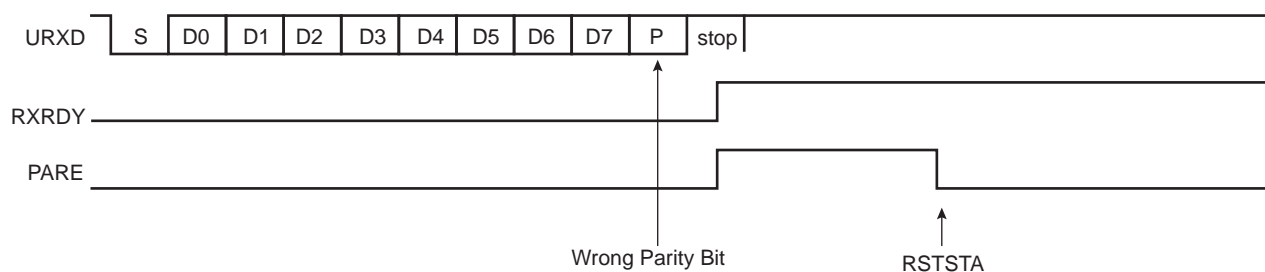 URXD S D0 D1 D2 D3 D4 D5 D6 D7 P stop
RXRDY
PARE
Wrong Parity Bit RSTSTA